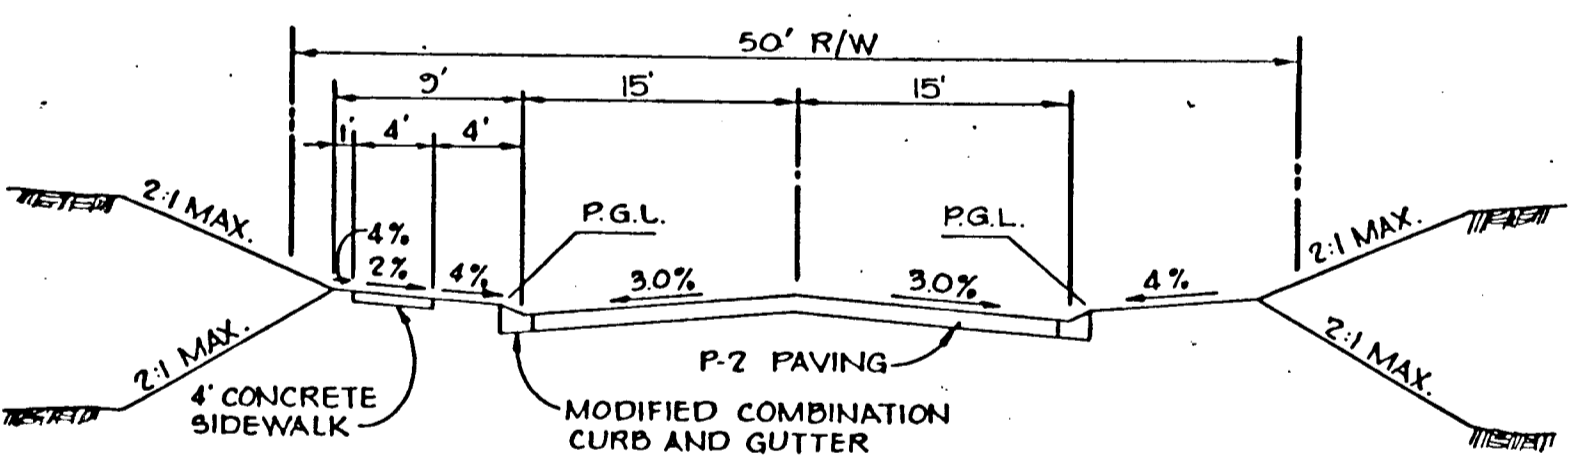 50' R/W
9' 15' 15'
1' 4' 4'
2:1 MAX.
4%
2% 4%
P.G.L.
P.G.L.
3.0%
3.0%
4%
2:1 MAX.
2:1 MAX.
2:1 MAX.
4' CONCRETE
SIDEWALK
P-2 PAVING
MODIFIED COMBINATION
CURB AND GUTTER